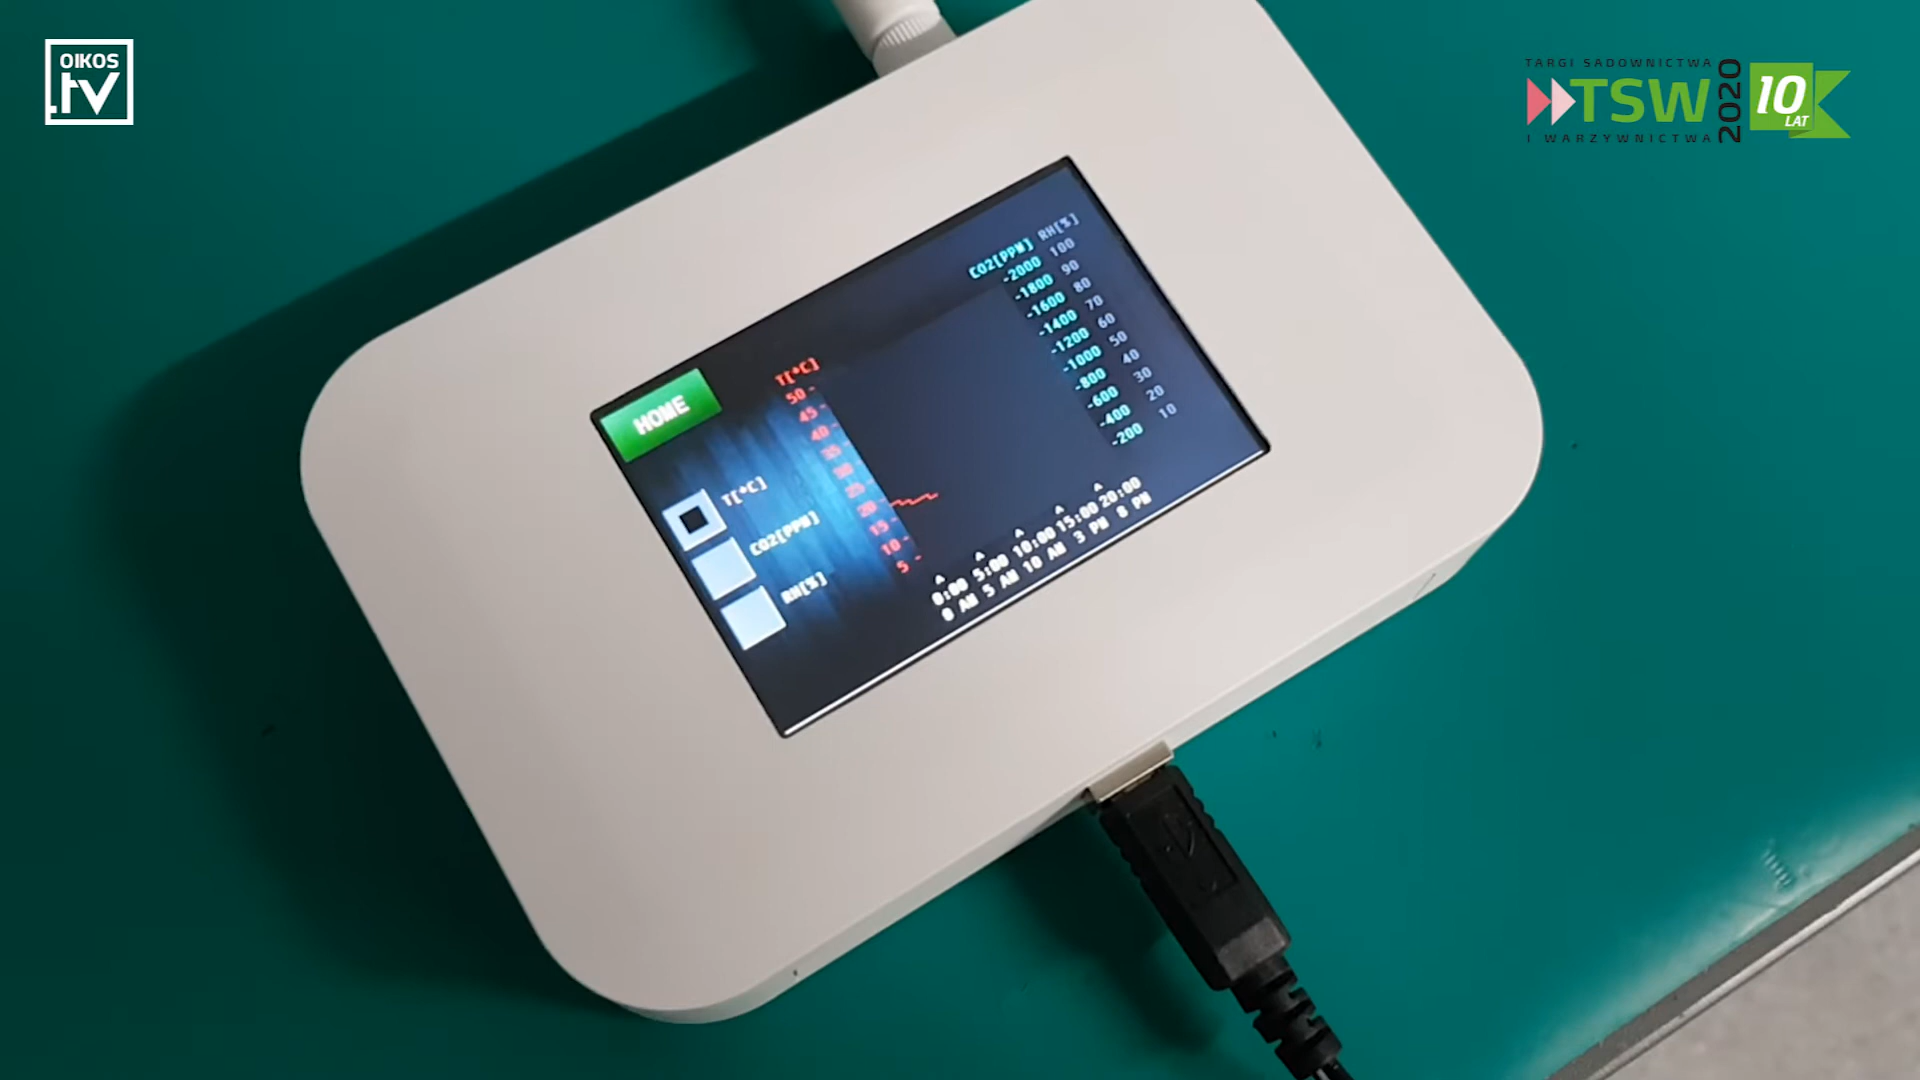 OIKOS
.tv
TARGI SADOWNICTWA
TSW
I WARZYWNICTWA
2020
10
LAT
HOME
T[°C]
CO2[PPM]
RH[%]
T[°C]
50 -
45 -
40 -
35 -
30 -
25 -
20 -
15 -
10 -
5 -
CO2[PPM] RH[%]
-2000 100
-1800 90
-1600 80
-1400 70
-1200 60
-1000 50
-800 40
-600 30
-400 20
-200 10
0:00 5:00 10:00 15:00 20:00
0 AM 5 AM 10 AM 3 PM 8 PM